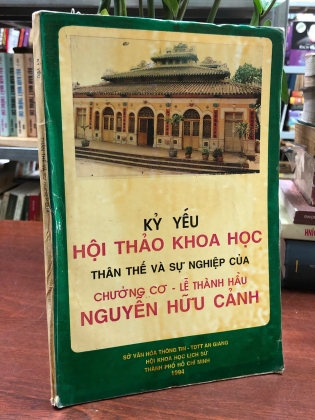 KỶ YẾU
HỘI THẢO KHOA HỌC
THÂN THẾ VÀ SỰ NGHIỆP CỦA
CHƯỞNG CƠ - LỄ THÀNH HẦU
NGUYỄN HỮU CẢNH
SỞ VĂN HÓA THÔNG TIN - TDTT AN GIANG
HỘI KHOA HỌC LỊCH SỬ
THÀNH PHỐ HỒ CHÍ MINH
1994